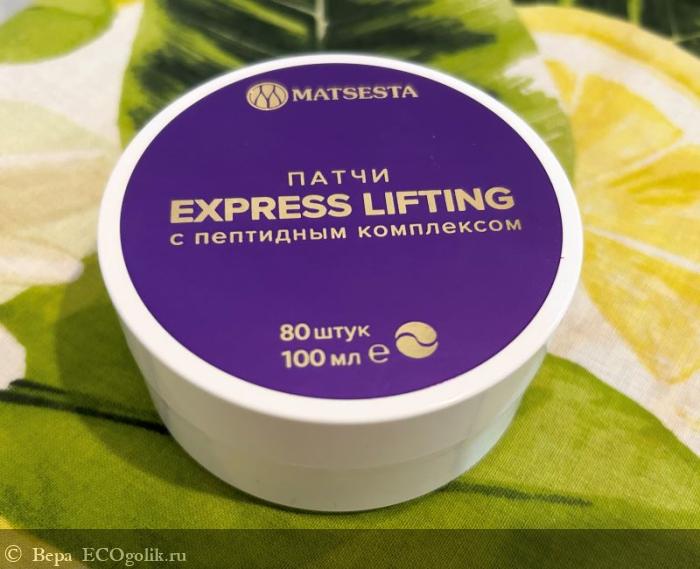 MATSESTA
ПАТЧИ
EXPRESS LIFTING
с пептидным комплексом
80 штук
100 мл ℮
© Вера ECOgolik.ru